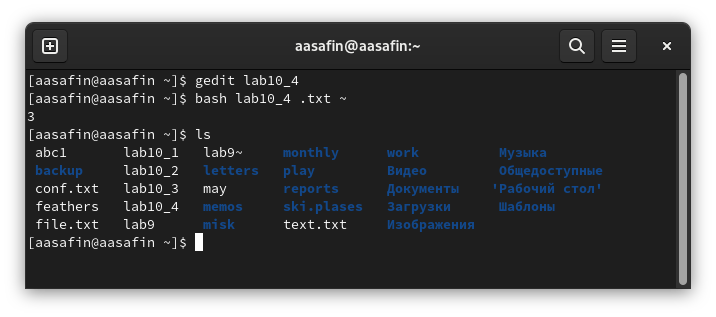 aasafin@aasafin:~
[aasafin@aasafin ~]$ gedit lab10_4
[aasafin@aasafin ~]$ bash lab10_4 .txt ~
3
[aasafin@aasafin ~]$ ls
abc1 lab10_1 lab9~ monthly work Музыка
backup lab10_2 letters play Видео Общедоступные
conf.txt lab10_3 may reports Документы 'Рабочий стол'
feathers lab10_4 memos ski.plases Загрузки Шаблоны
file.txt lab9 misk text.txt Изображения
[aasafin@aasafin ~]$